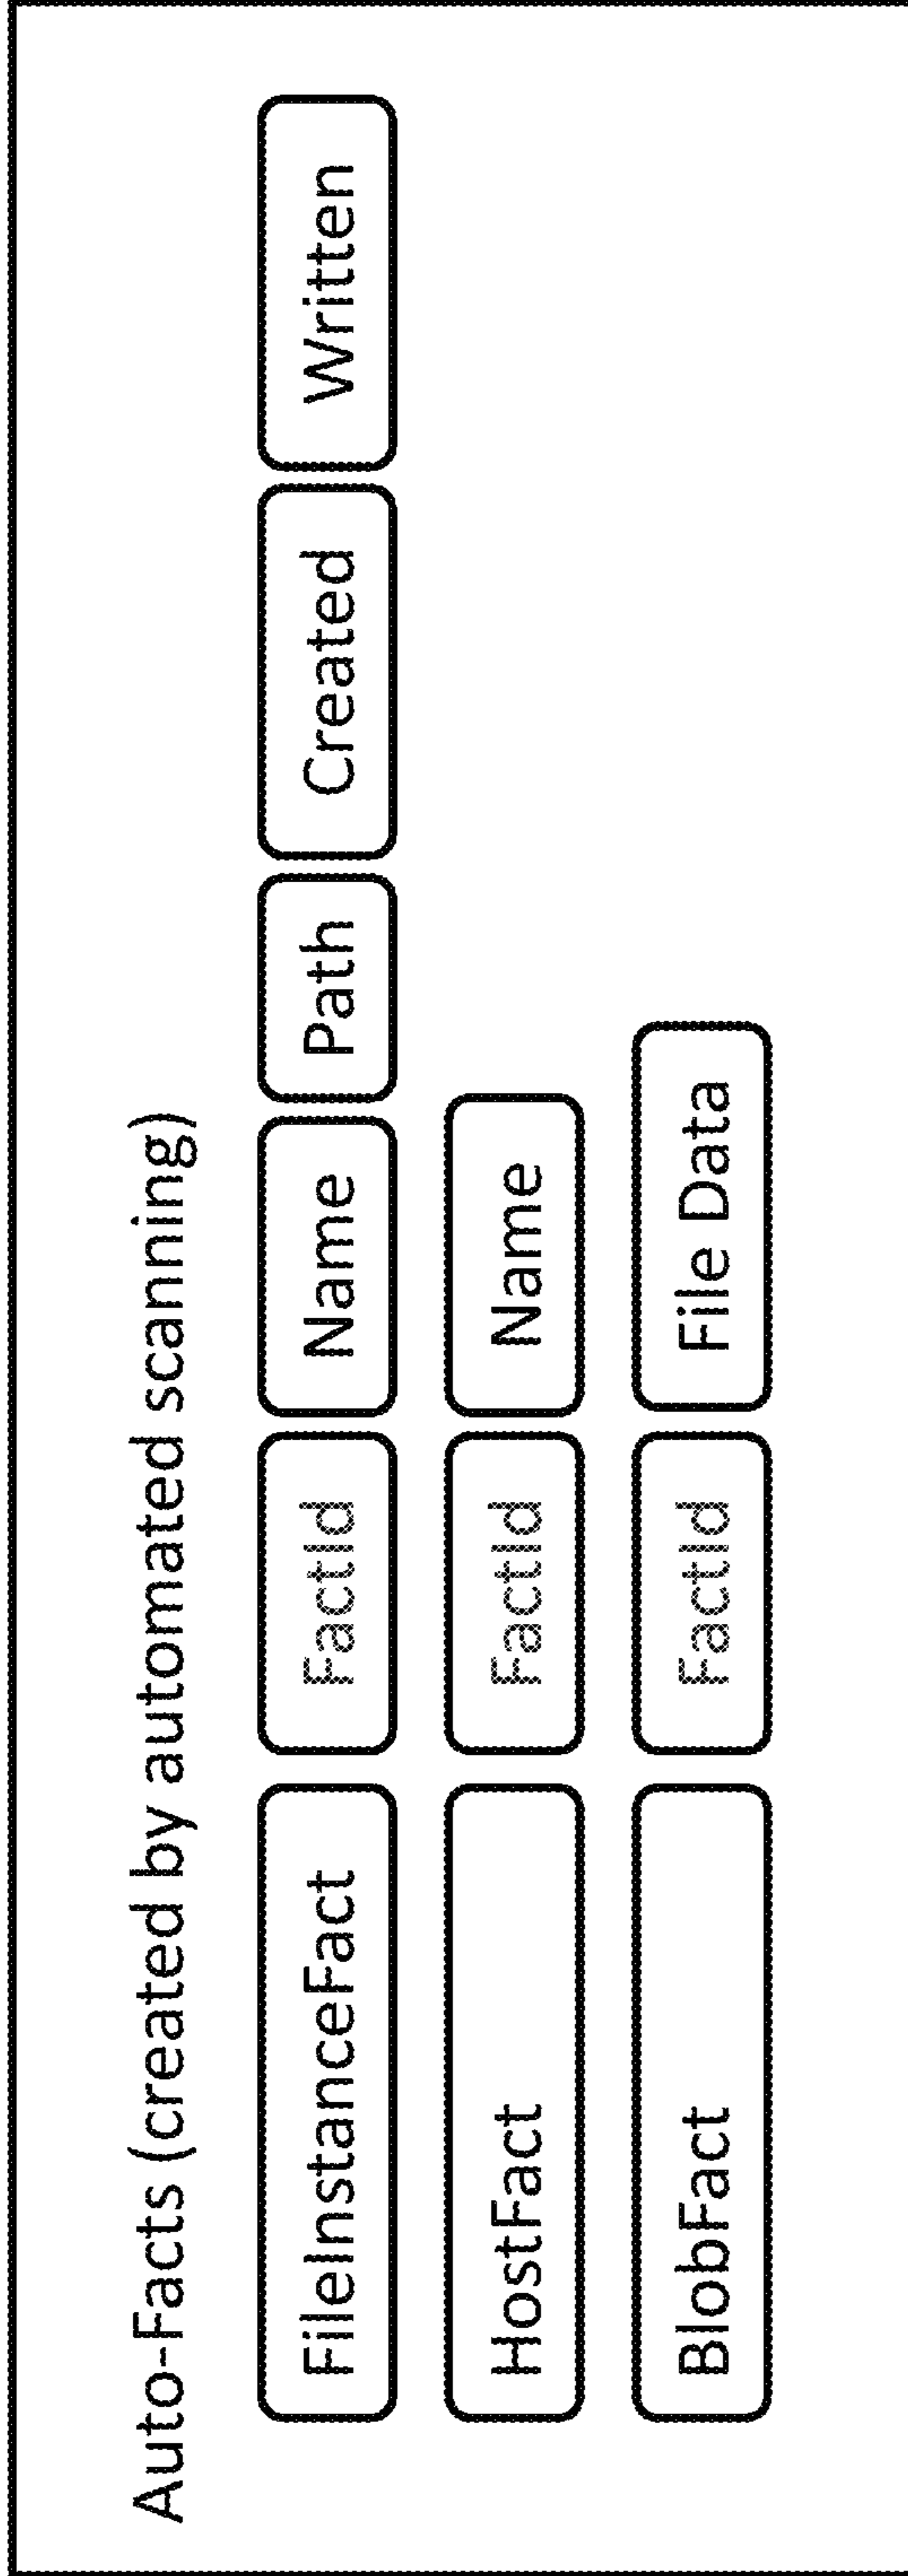 Auto-Facts (created by automated scanning)
FileInstanceFact FactId Name Path Created Written
HostFact FactId Name
BlobFact FactId File Data